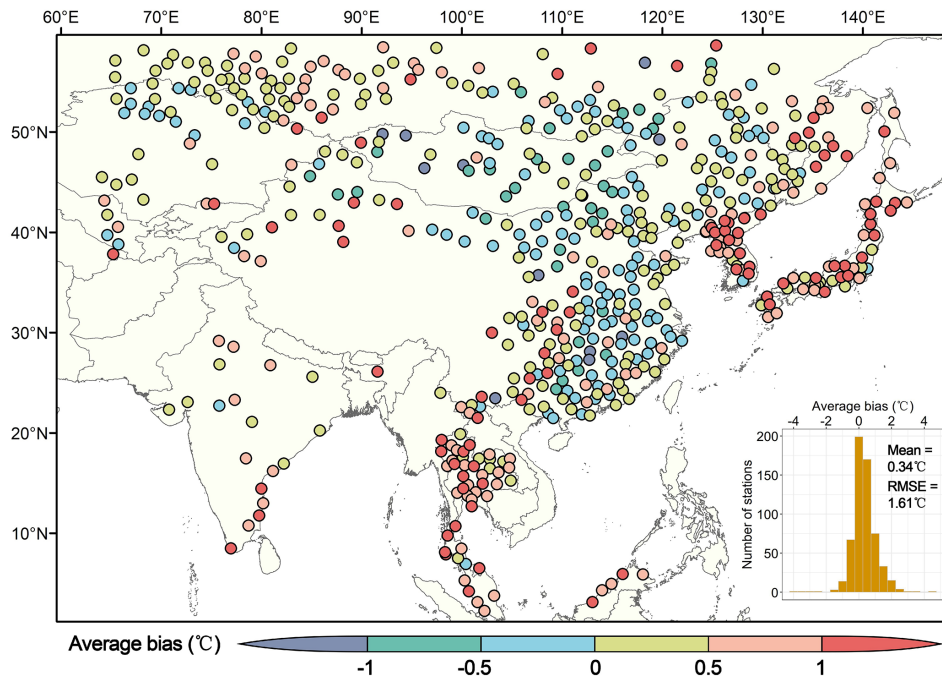 60°E 70°E 80°E 90°E 100°E 110°E 120°E 130°E 140°E
50°N
40°N
30°N
20°N
10°N
Average bias (℃)
-4 -2 0 2 4
200
150
100
50
0
Number of stations
Mean =
0.34℃
RMSE =
1.61℃
Average bias (℃)
-1 -0.5 0 0.5 1